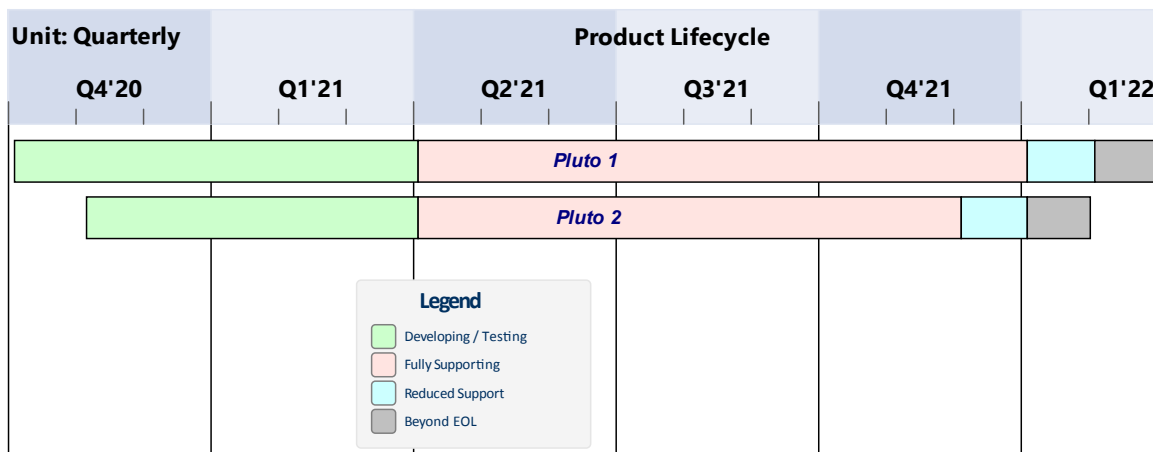 Unit: Quarterly
Product Lifecycle
Q4'20
Q1'21
Q2'21
Q3'21
Q4'21
Q1'22
Pluto 1
Pluto 2
Legend
Developing / Testing
Fully Supporting
Reduced Support
Beyond EOL